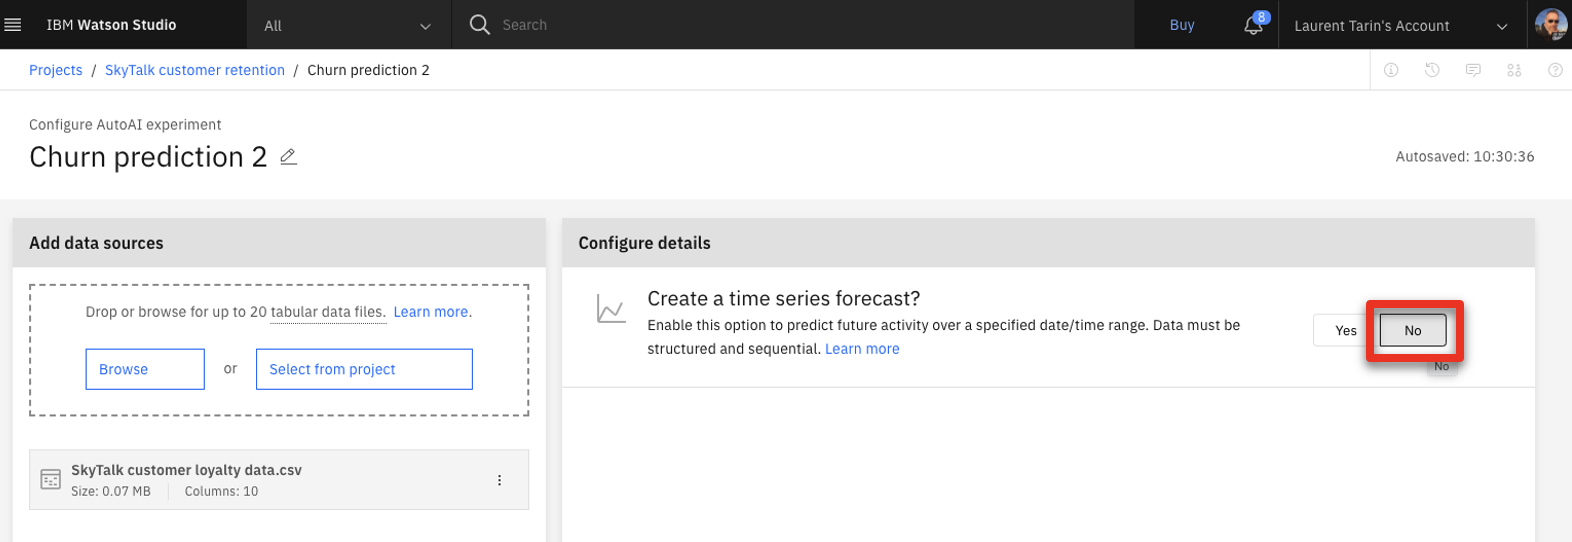 IBM Watson Studio
All
Search
Buy
8
Laurent Tarin's Account
Projects / SkyTalk customer retention / Churn prediction 2
Configure AutoAI experiment
Churn prediction 2
Autosaved: 10:30:36
Add data sources
Drop or browse for up to 20 tabular data files. Learn more.
Browse
or
Select from project
SkyTalk customer loyalty data.csv
Size: 0.07 MB
Columns: 10
Configure details
Create a time series forecast?
Enable this option to predict future activity over a specified date/time range. Data must be
structured and sequential. Learn more
Yes
No
No